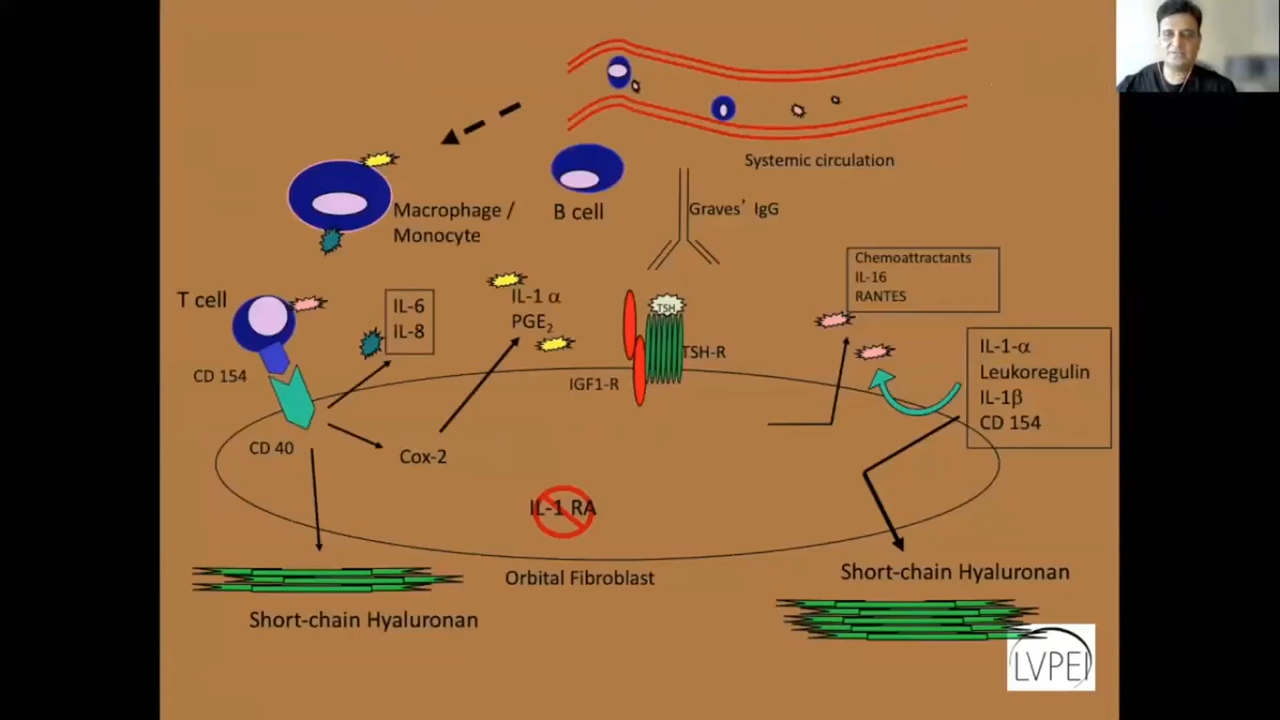 Systemic circulation
Macrophage /
Monocyte
B cell
Graves' IgG
Chemoattractants
IL-16
RANTES
T cell
IL-6
IL-8
IL-1 α
PGE₂
TSH
TSH-R
IGF1-R
IL-1-α
Leukoregulin
IL-1β
CD 154
CD 154
CD 40
Cox-2
IL-1 RA
Orbital Fibroblast
Short-chain Hyaluronan
Short-chain Hyaluronan
LVPEI